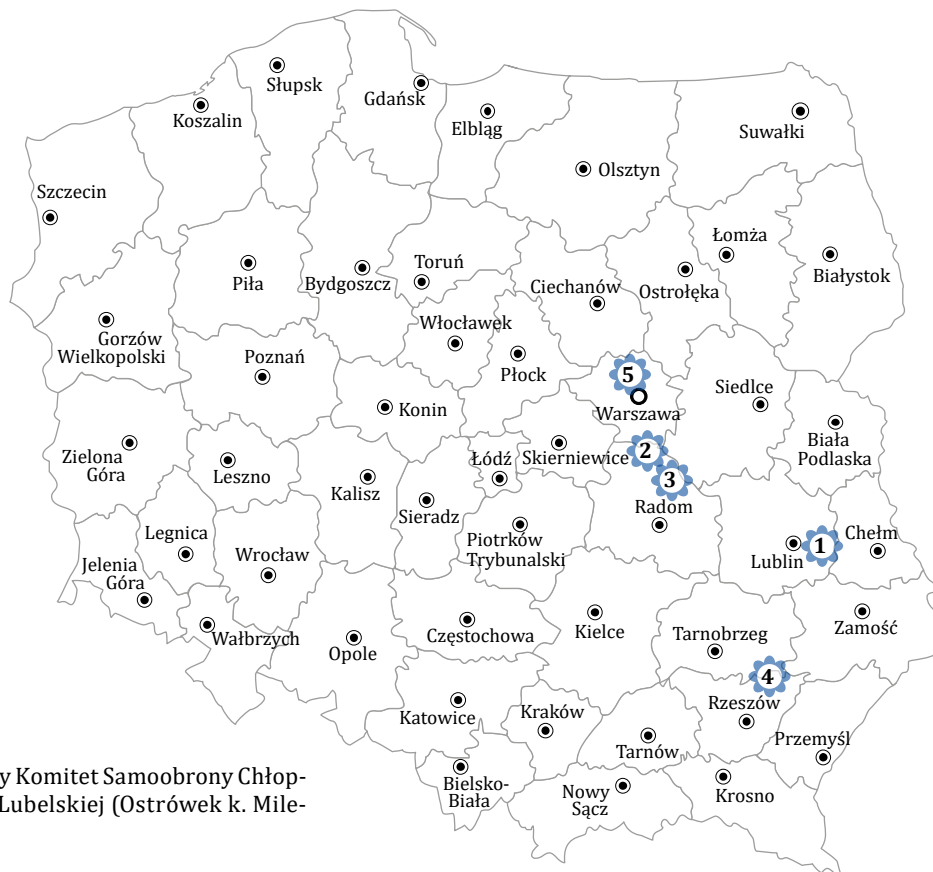 Słupsk
Gdańsk
Koszalin
Elbląg
Suwałki
Olsztyn
Szczecin
Łomża
Toruń
Piła
Bydgoszcz
Ciechanów
Ostrołęka
Białystok
Włocławek
Gorzów
Wielkopolski
Poznań
Płock
5
Siedlce
Konin
Warszawa
Biała
Podlaska
Zielona
Góra
Leszno
Łódź
Skierniewice
2
3
Kalisz
Sieradz
Radom
Legnica
Wrocław
Piotrków
Trybunalski
Lublin
1
Chełm
Jelenia
Góra
Wałbrzych
Opole
Częstochowa
Kielce
Tarnobrzeg
Zamość
4
Katowice
Kraków
Rzeszów
Przemyśl
Tarnów
Bielsko-
Biała
Nowy
Sącz
Krosno
y Komitet Samoobrony Chłop-
Lubelskiej (Ostrówek k. Mile-